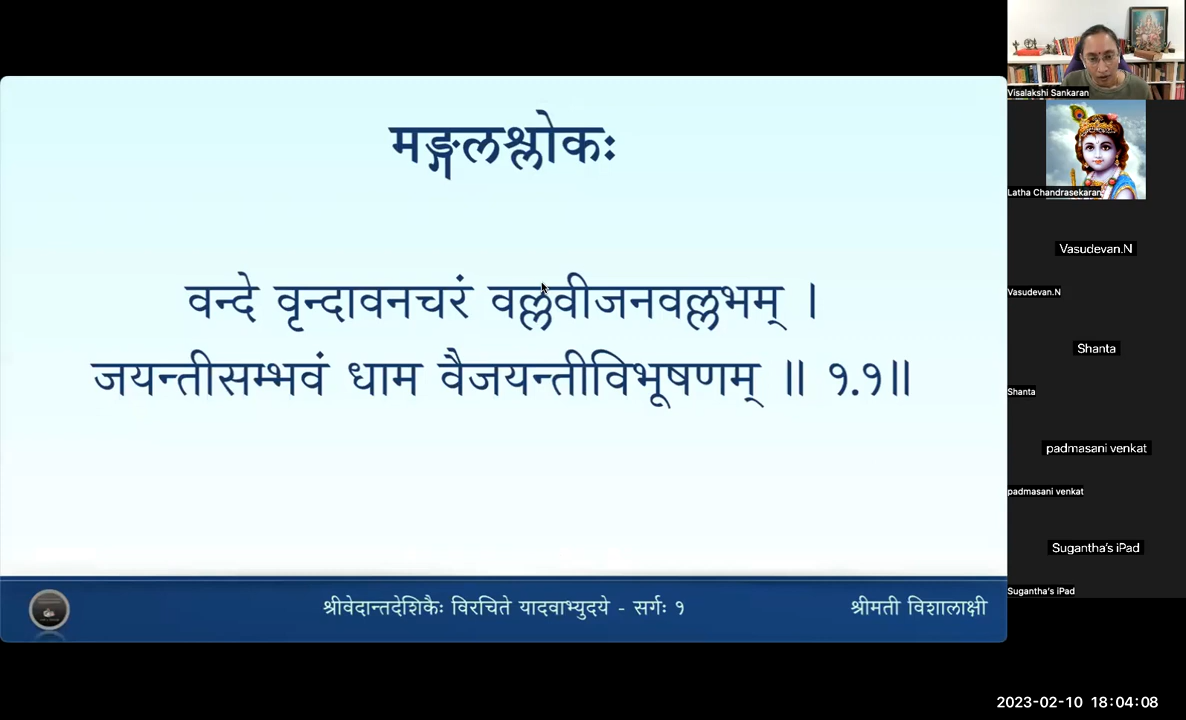 मङ्गलश्लोकः
वन्दे वृन्दावनचरं वल्लवीजनवल्लभम् ।
जयन्तीसम्भवं धाम वैजयन्तीविभूषणम् ॥ १.१॥
श्रीवेदान्तदेशिकैः विरचिते यादवाभ्युदये - सर्गः १
श्रीमती विशालाक्षी
Visalakshi Sankaran
Latha Chandrasekaran
Vasudevan.N
Vasudevan.N
Shanta
Shanta
padmasani venkat
padmasani venkat
Sugantha's iPad
Sugantha's iPad
2023-02-10 18:04:08